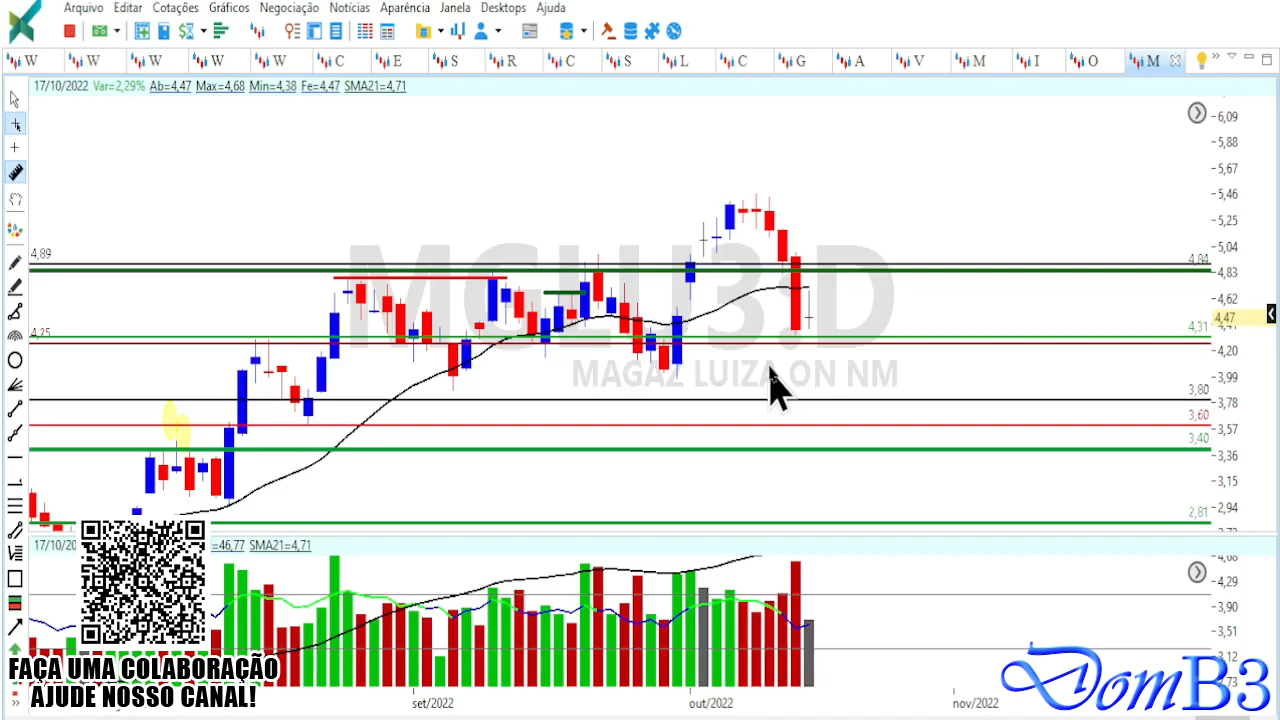 Arquivo Editar Cotações Gráficos Negociação Notícias Aparência Janela Desktops Ajuda
W W W W W C E S R C S L C G A V M I O M
17/10/2022 Var=2,29% Ab=4,47 Max=4,68 Min=4,38 Fe=4,47 SMA21=4,71
MGLU3:D
MAGAZ LUIZA ON NM
4,89
4,25
4,84
4,31
3,80
3,60
3,40
2,81
6,09
5,88
5,67
5,46
5,25
5,04
4,83
4,62
4,47
4,41
4,20
3,99
3,78
3,57
3,36
3,15
2,94
=46,77 SMA21=4,71
4,29
3,90
3,51
3,12
set/2022
out/2022
nov/2022
FAÇA UMA COLABORAÇÃO
AJUDE NOSSO CANAL!
DomB3